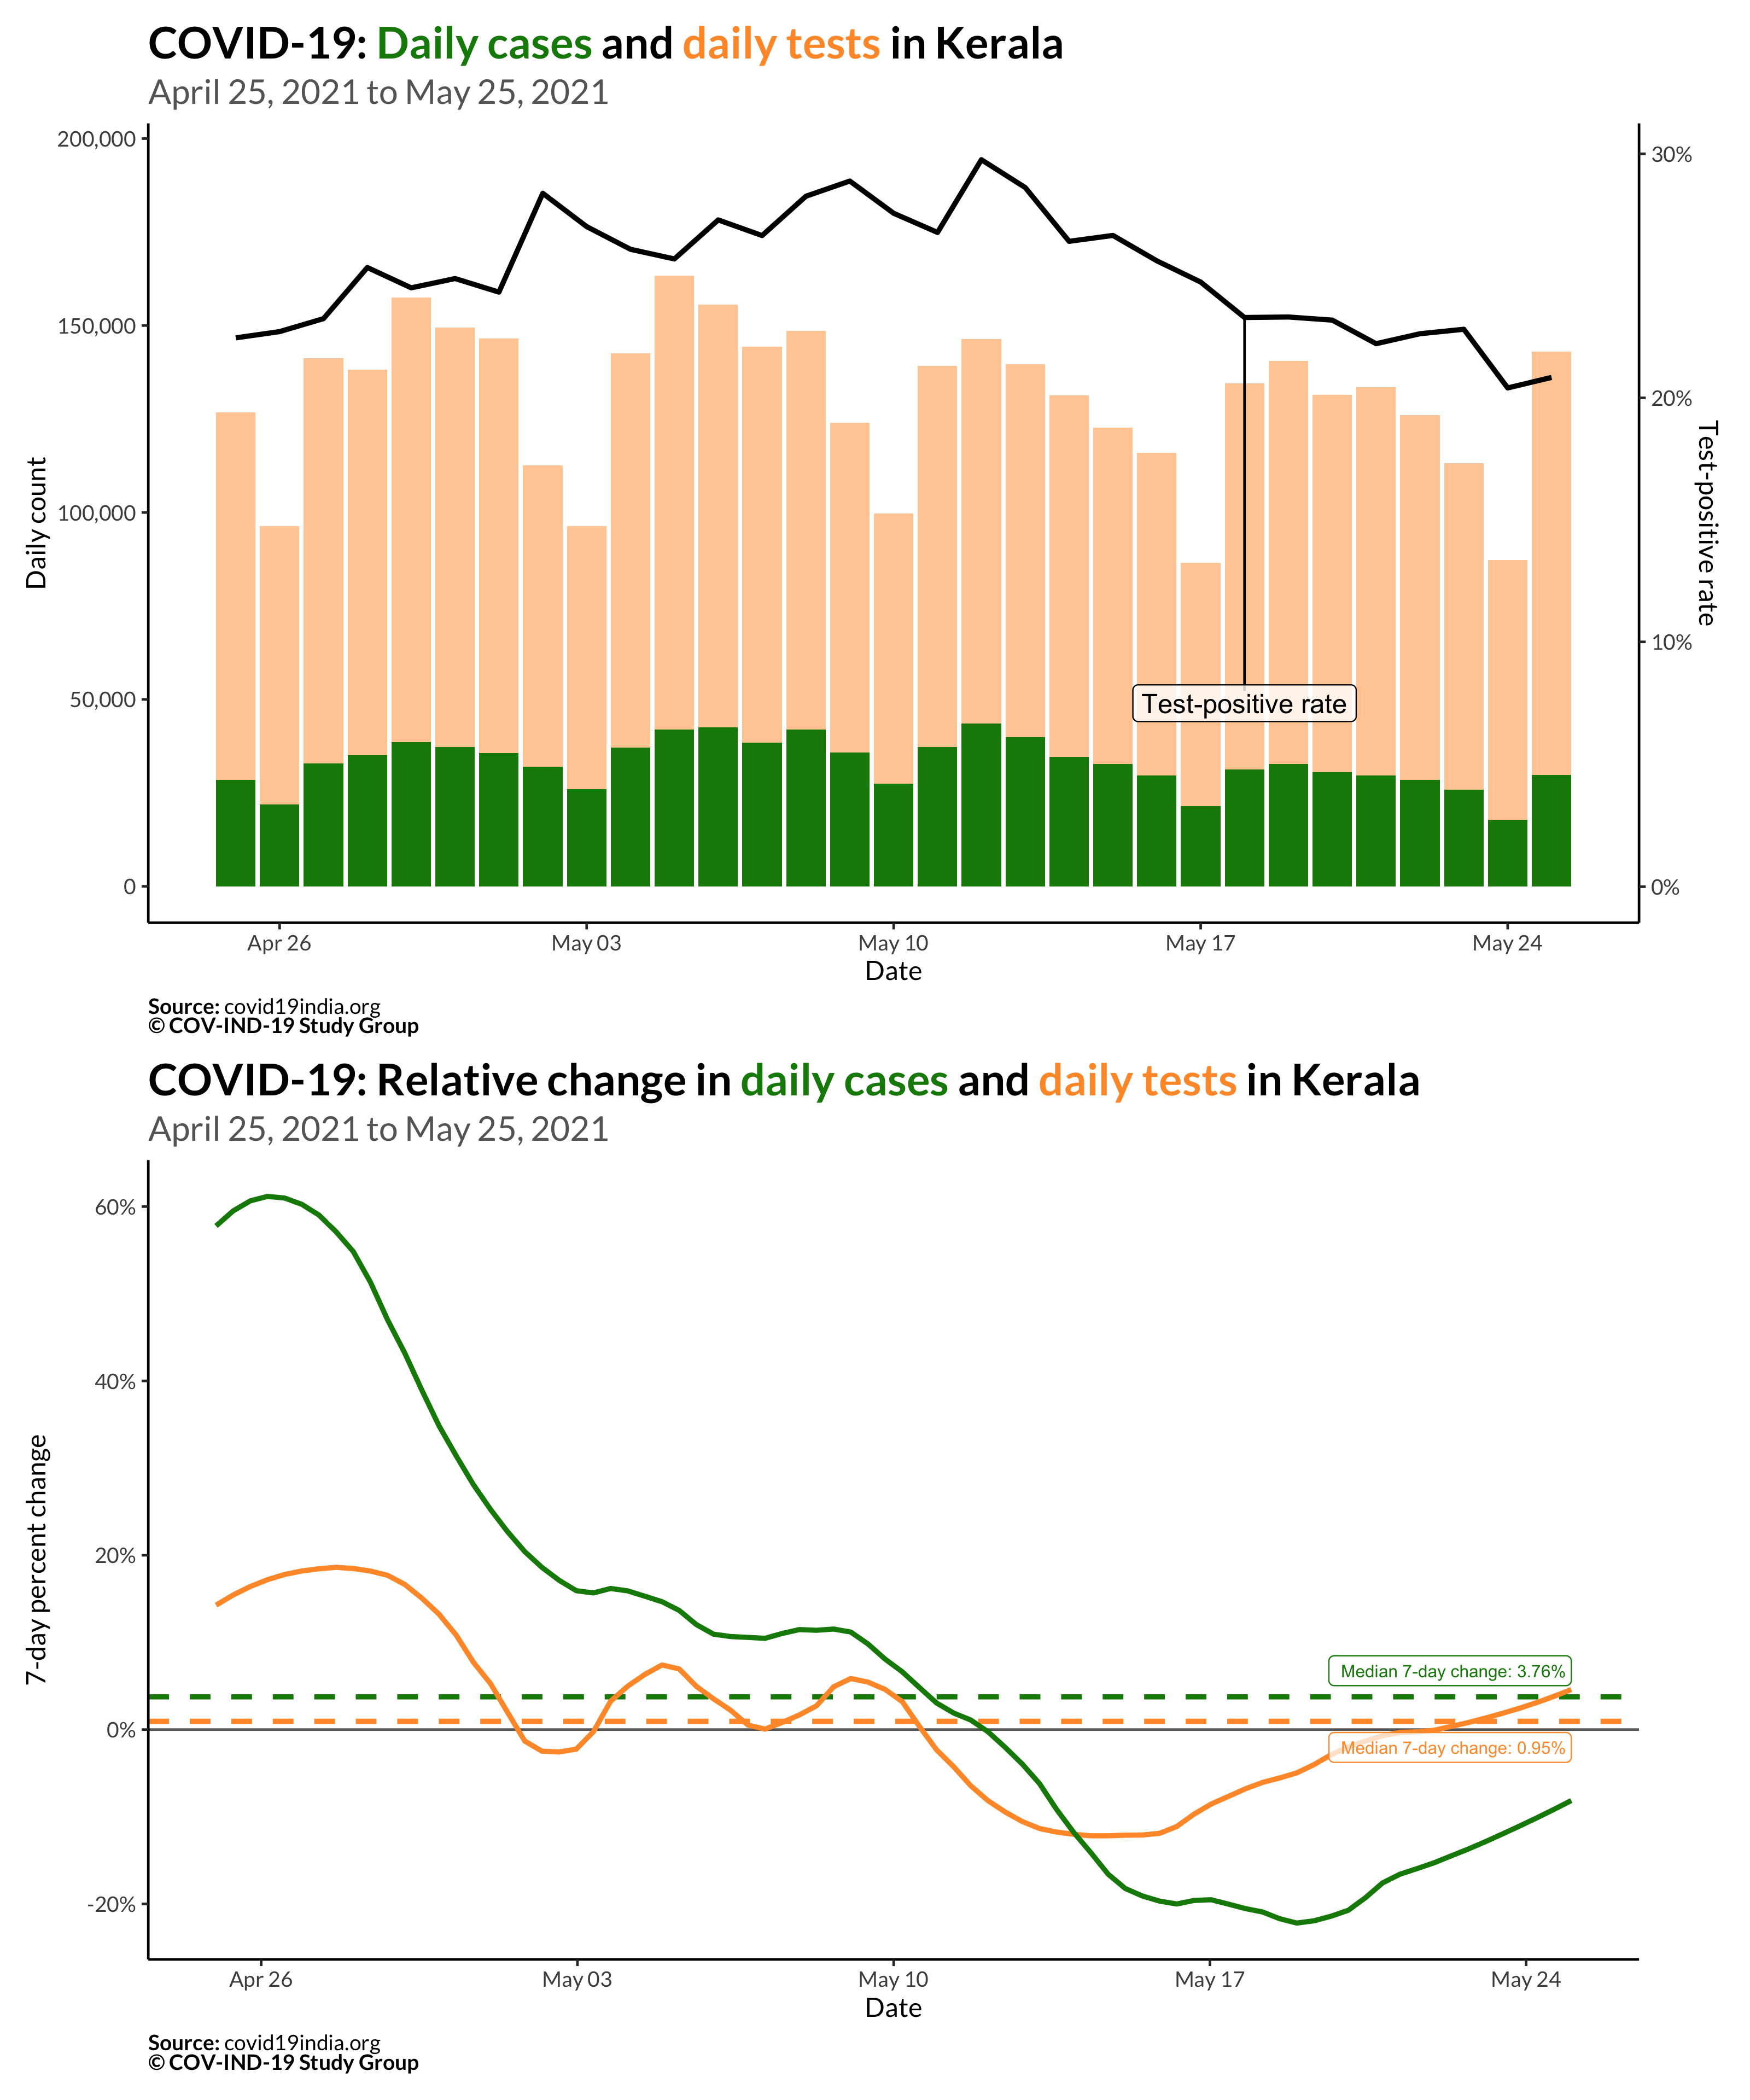 COVID-19: Daily cases and daily tests in Kerala
April 25, 2021 to May 25, 2021
200,000
150,000
100,000
50,000
0
Daily count
30%
20%
10%
0%
Test-positive rate
Test-positive rate
Apr 26
May 03
May 10
May 17
May 24
Date
Source: covid19india.org
© COV-IND-19 Study Group
COVID-19: Relative change in daily cases and daily tests in Kerala
April 25, 2021 to May 25, 2021
60%
40%
20%
0%
-20%
7-day percent change
Median 7-day change: 3.76%
Median 7-day change: 0.95%
Apr 26
May 03
May 10
May 17
May 24
Date
Source: covid19india.org
© COV-IND-19 Study Group